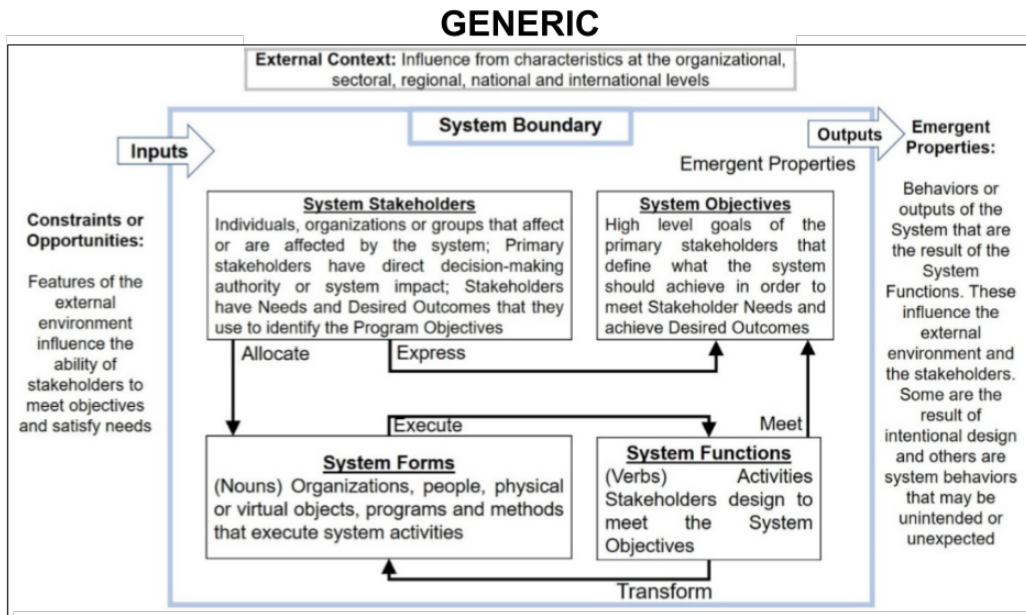 GENERIC
External Context: Influence from characteristics at the organizational,
sectoral, regional, national and international levels
System Boundary
Inputs
Outputs
Emergent Properties
Constraints or
Opportunities:
Features of the
external
environment
influence the
ability of
stakeholders to
meet objectives
and satisfy needs
System Stakeholders
Individuals, organizations or groups that affect
or are affected by the system; Primary
stakeholders have direct decision-making
authority or system impact; Stakeholders
have Needs and Desired Outcomes that they
use to identify the Program Objectives
System Objectives
High level goals of the
primary stakeholders that
define what the system
should achieve in order to
meet Stakeholder Needs and
achieve Desired Outcomes
Allocate
Express
Execute
Meet
System Forms
(Nouns) Organizations, people, physical
or virtual objects, programs and methods
that execute system activities
System Functions
(Verbs) Activities
Stakeholders design to
meet the System
Objectives
Transform
Emergent
Properties:
Behaviors or
outputs of the
System that are
the result of the
System
Functions. These
influence the
external
environment and
the stakeholders.
Some are the
result of
intentional design
and others are
system behaviors
that may be
unintended or
unexpected